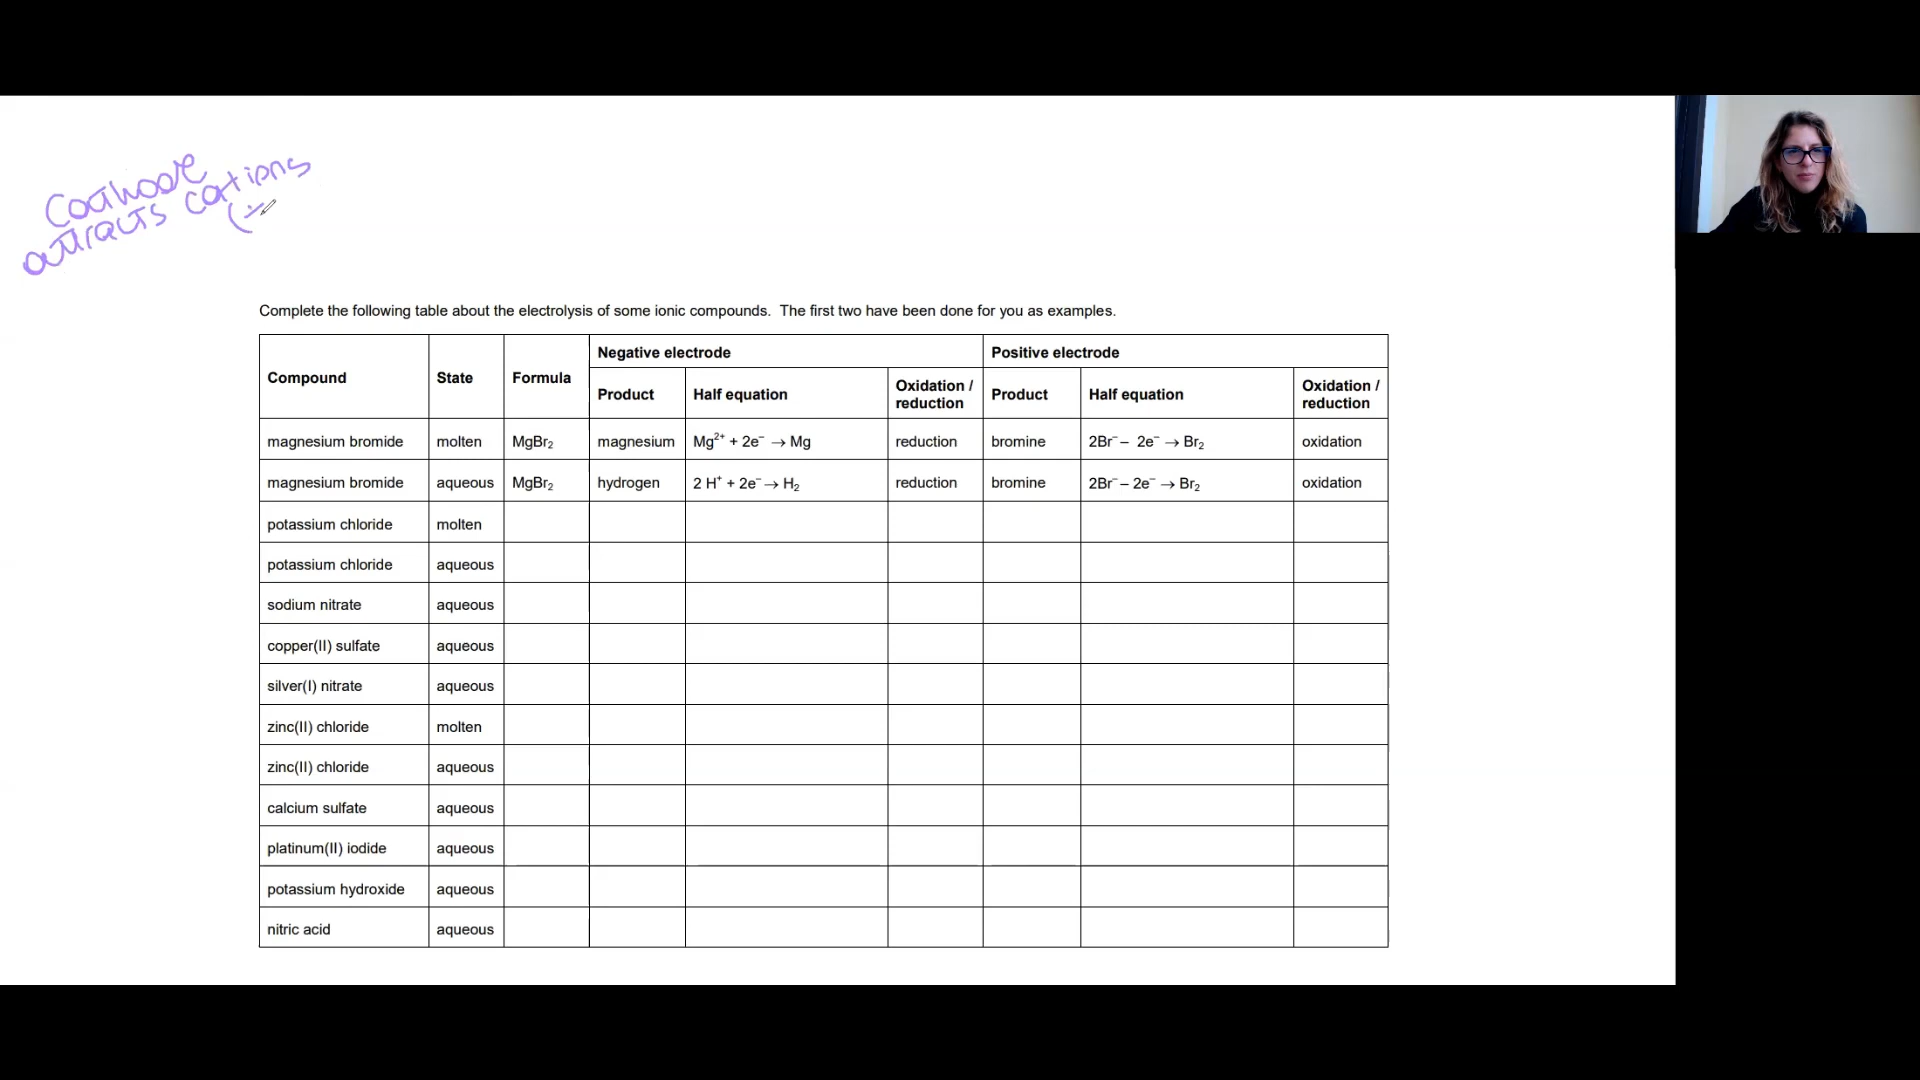 Cathode
attracts cations
(+
Complete the following table about the electrolysis of some ionic compounds. The first two have been done for you as examples.
Compound State Formula Negative electrode Positive electrode
Product Half equation Oxidation / reduction Product Half equation Oxidation / reduction
magnesium bromide molten MgBr₂ magnesium Mg²⁺ + 2e⁻ → Mg reduction bromine 2Br⁻ – 2e⁻ → Br₂ oxidation
magnesium bromide aqueous MgBr₂ hydrogen 2 H⁺ + 2e⁻ → H₂ reduction bromine 2Br⁻ – 2e⁻ → Br₂ oxidation
potassium chloride molten
potassium chloride aqueous
sodium nitrate aqueous
copper(II) sulfate aqueous
silver(I) nitrate aqueous
zinc(II) chloride molten
zinc(II) chloride aqueous
calcium sulfate aqueous
platinum(II) iodide aqueous
potassium hydroxide aqueous
nitric acid aqueous